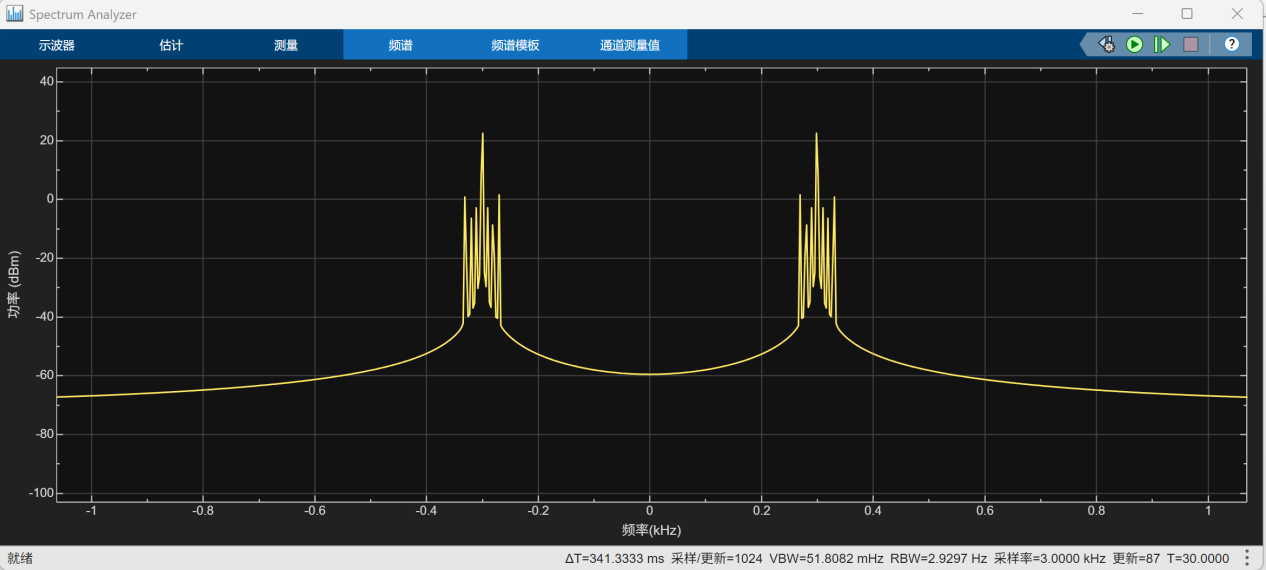 Spectrum Analyzer
示波器 估计 测量 频谱 频谱模板 通道测量值 ?
40
20
0
-20
-40
-60
-80
-100
功率 (dBm)
-1 -0.8 -0.6 -0.4 -0.2 0 0.2 0.4 0.6 0.8 1
频率(kHz)
就绪 ΔT=341.3333 ms 采样/更新=1024 VBW=51.8082 mHz RBW=2.9297 Hz 采样率=3.0000 kHz 更新=87 T=30.0000